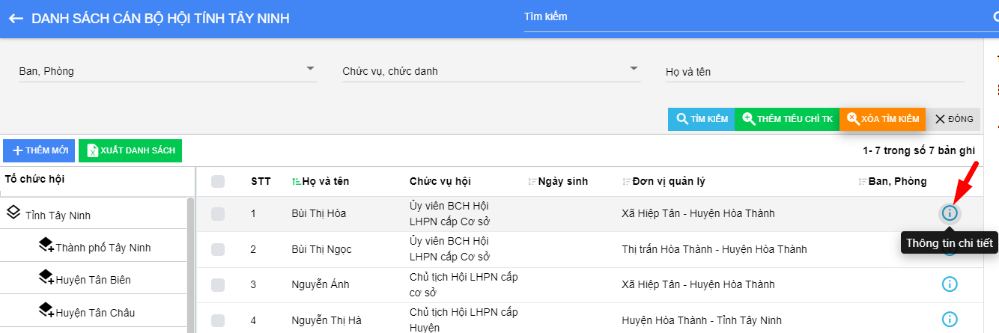 DANH SÁCH CÁN BỘ HỘI TỈNH TÂY NINH
Tìm kiếm
Ban, Phòng
Chức vụ, chức danh
Họ và tên
TÌM KIẾM
THÊM TIÊU CHÍ TK
XÓA TÌM KIẾM
ĐÓNG
THÊM MỚI
XUẤT DANH SÁCH
1- 7 trong số 7 bản ghi
Tổ chức hội
STT
Họ và tên
Chức vụ hội
Ngày sinh
Đơn vị quản lý
Ban, Phòng
Tỉnh Tây Ninh
Thành phố Tây Ninh
Huyện Tân Biên
Huyện Tân Châu
1
Bùi Thị Hòa
Ủy viên BCH Hội
LHPN cấp Cơ sở
Xã Hiệp Tân - Huyện Hòa Thành
Thông tin chi tiết
2
Bùi Thị Ngọc
Ủy viên BCH Hội
LHPN cấp Cơ sở
Thị trấn Hòa Thành - Huyện Hòa Thành
3
Nguyễn Ánh
Chủ tịch Hội LHPN cấp
cơ sở
Xã Hiệp Tân - Huyện Hòa Thành
4
Nguyễn Thị Hà
Chủ tịch Hội LHPN cấp
Huyện
Huyện Hòa Thành - Tỉnh Tây Ninh